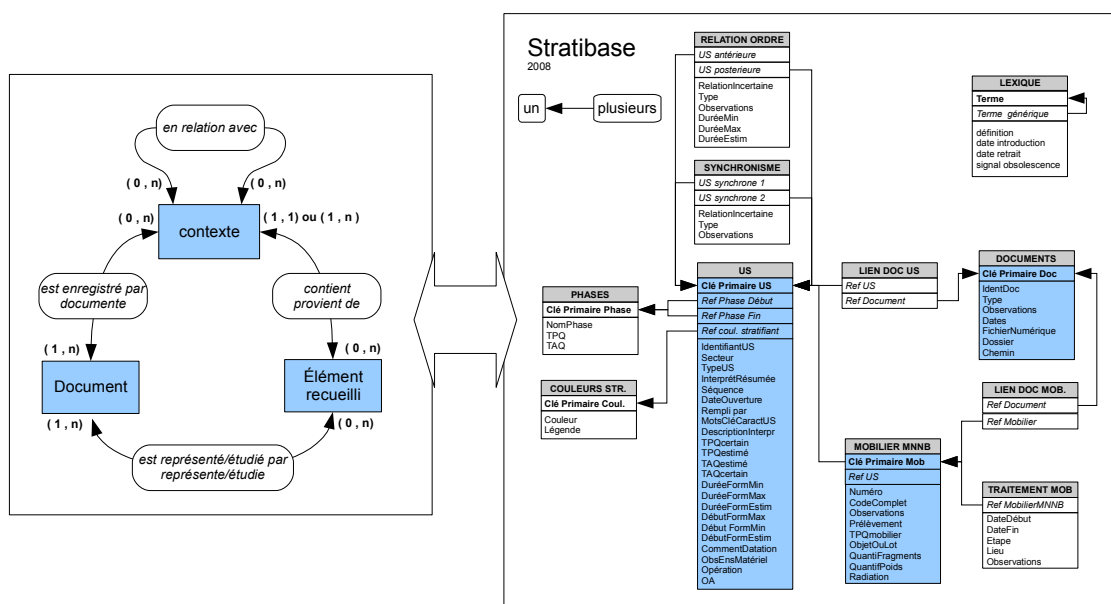 en relation avec
( 0 , n)
( 0 , n)
( 0 , n)
( 1 , 1) ou ( 1 , n )
contexte
est enregistré par
documente
contient
provient de
( 1 , n)
( 0 , n)
Document
Élément
recueilli
( 1 , n)
( 0 , n)
est représenté/étudié par
représente/étudie
Stratibase
2008
un
plusieurs
RELATION ORDRE
US antérieure
US posterieure
RelationIncertaine
Type
Observations
DuréeMin
DuréeMax
DuréeEstim
SYNCHRONISME
US synchrone 1
US synchrone 2
RelationIncertaine
Type
Observations
LEXIQUE
Terme
Terme générique
définition
date introduction
date retrait
signal obsolescence
PHASES
Clé Primaire Phase
NomPhase
TPQ
TAQ
COULEURS STR.
Clé Primaire Coul.
Couleur
Légende
US
Clé Primaire US
Ref Phase Début
Ref Phase Fin
Ref coul. stratifiant
IdentifiantUS
Secteur
TypeUS
InterprétRésumée
Séquence
DateOuverture
Rempli par
MotsCléCaractUS
DescriptionInterpr
TPQcertain
TPQestimé
TAQestimé
TAQcertain
DuréeFormMin
DuréeFormMax
DuréeFormEstim
DébutFormMax
Début FormMin
DébutFormEstim
CommentDatation
ObsEnsMatériel
Opération
OA
LIEN DOC US
Ref US
Ref Document
DOCUMENTS
Clé Primaire Doc
IdentDoc
Type
Observations
Dates
FichierNumérique
Dossier
Chemin
LIEN DOC MOB.
Ref Document
Ref Mobilier
MOBILIER MNNB
Clé Primaire Mob
Ref US
Numéro
CodeComplet
Observations
Prélèvement
TPQmobilier
ObjetOuLot
QuantiFragments
QuantifPoids
Radiation
TRAITEMENT MOB
Ref MobilierMNNB
DateDébut
DateFin
Etape
Lieu
Observations